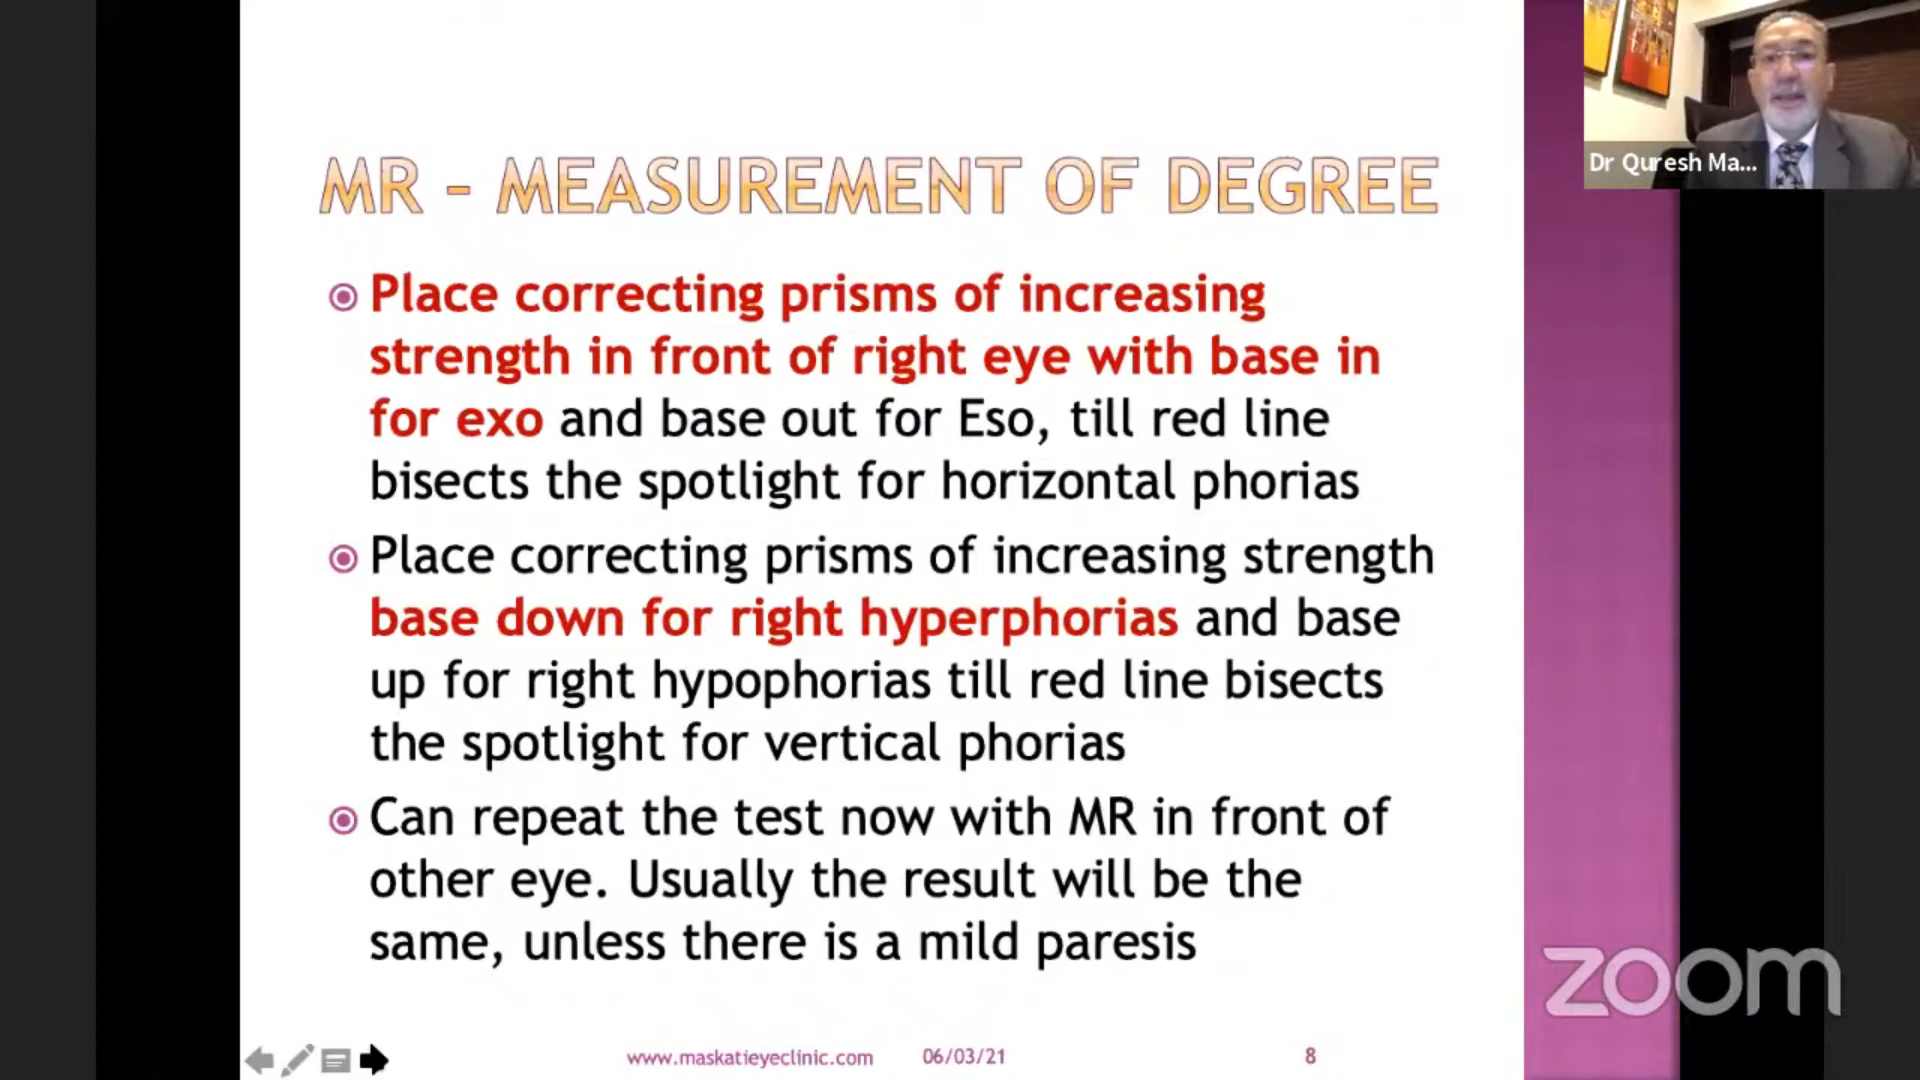 MR - MEASUREMENT OF DEGREE
Place correcting prisms of increasing
strength in front of right eye with base in
for exo and base out for Eso, till red line
bisects the spotlight for horizontal phorias
Place correcting prisms of increasing strength
base down for right hyperphorias and base
up for right hypophorias till red line bisects
the spotlight for vertical phorias
Can repeat the test now with MR in front of
other eye. Usually the result will be the
same, unless there is a mild paresis
www.maskatieyeclinic.com 06/03/21 8
Dr Quresh Ma...
zoom